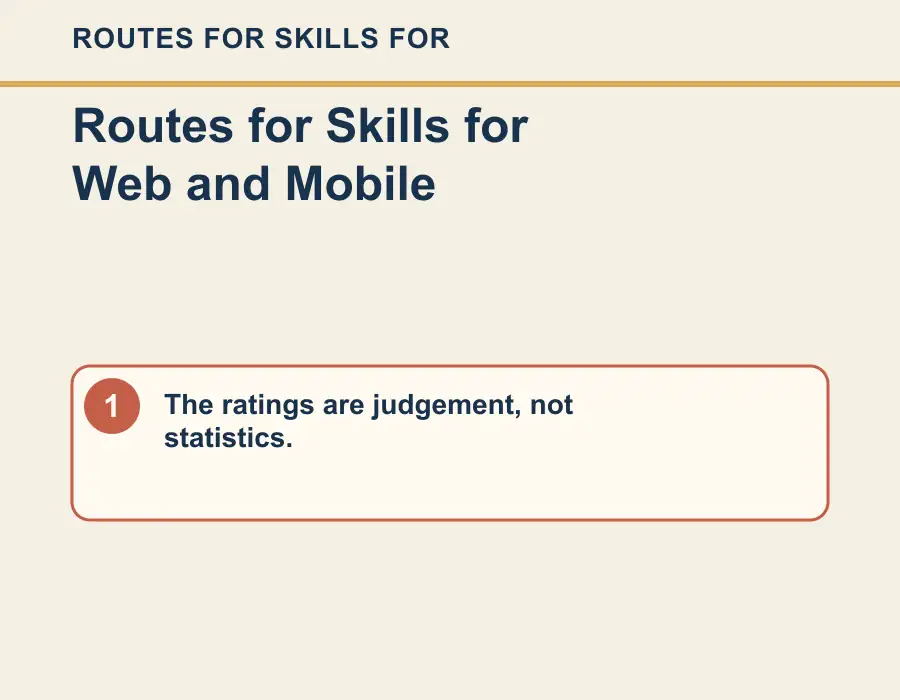 ROUTES FOR SKILLS FOR
Routes for Skills for
Web and Mobile
1
The ratings are judgement, not
statistics.